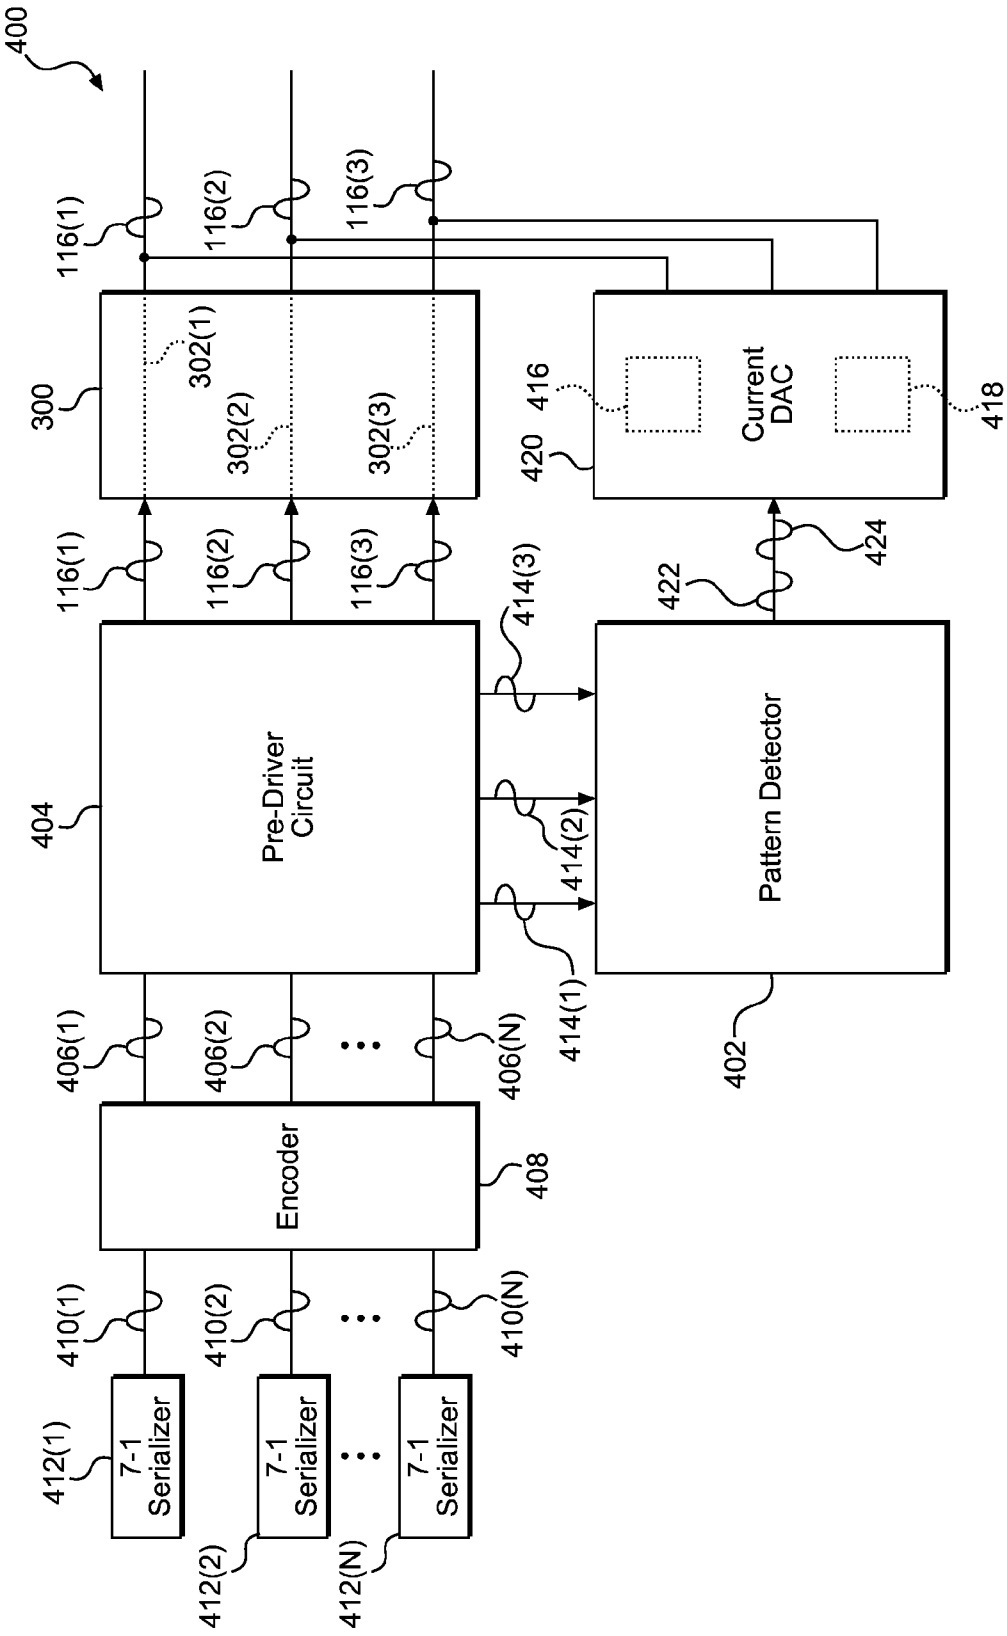 400
116(1)
116(2)
116(3)
300
302(1)
302(2)
302(3)
116(1)
116(2)
116(3)
404
Pre-Driver
Circuit
406(1)
406(2)
406(N)
408
Encoder
410(1)
410(2)
410(N)
412(1)
7-1
Serializer
412(2)
7-1
Serializer
412(N)
7-1
Serializer
414(1)
414(2)
414(3)
402
Pattern Detector
422
424
420
416
Current
DAC
418